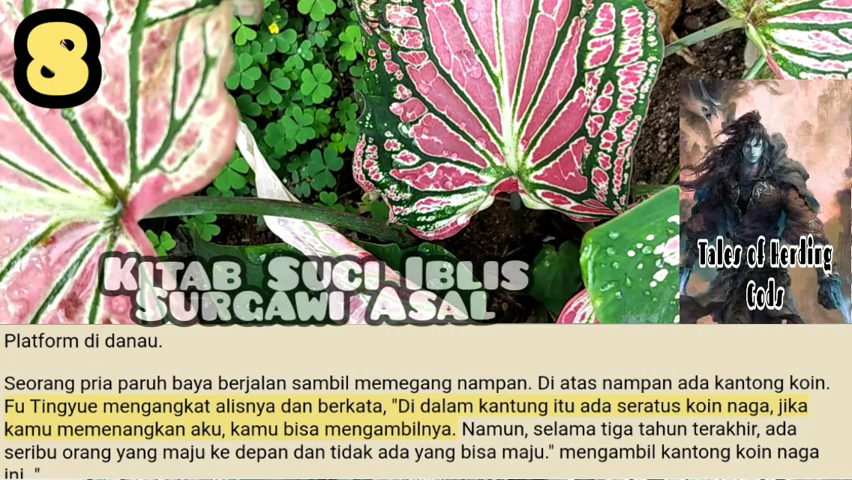 8
Kitab Suci Iblis
Surgawi Asal
Tales of Herding
Gods
Platform di danau.
Seorang pria paruh baya berjalan sambil memegang nampan. Di atas nampan ada kantong koin.
Fu Tingyue mengangkat alisnya dan berkata, "Di dalam kantung itu ada seratus koin naga, jika
kamu memenangkan aku, kamu bisa mengambilnya. Namun, selama tiga tahun terakhir, ada
seribu orang yang maju ke depan dan tidak ada yang bisa maju." mengambil kantong koin naga
ini. "